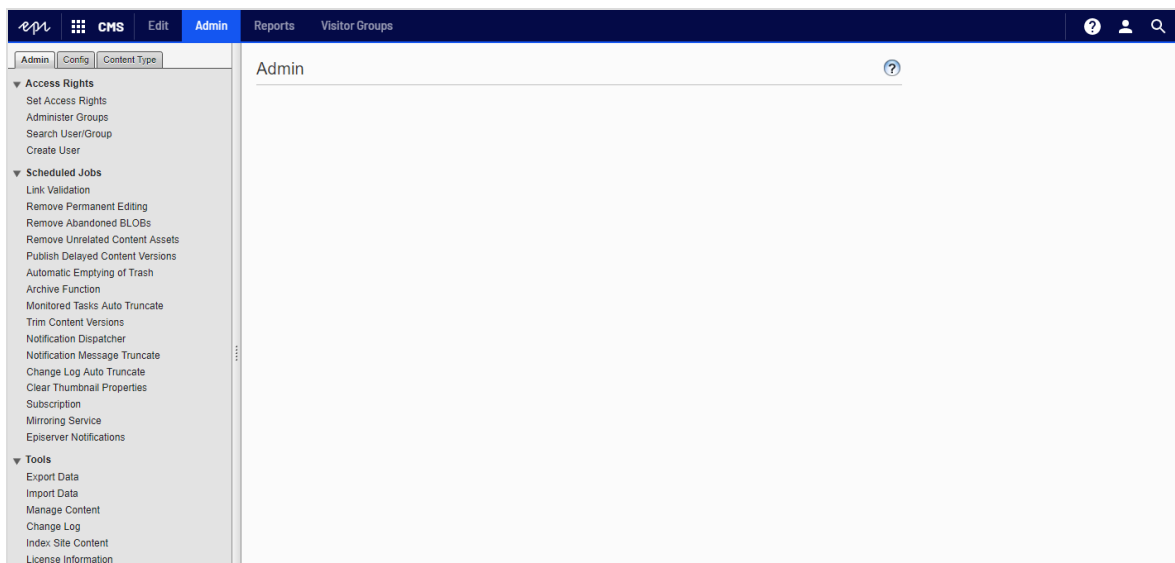 epi CMS Edit Admin Reports Visitor Groups
Admin Config Content Type
Access Rights
Set Access Rights
Administer Groups
Search User/Group
Create User
Scheduled Jobs
Link Validation
Remove Permanent Editing
Remove Abandoned BLOBs
Remove Unrelated Content Assets
Publish Delayed Content Versions
Automatic Emptying of Trash
Archive Function
Monitored Tasks Auto Truncate
Trim Content Versions
Notification Dispatcher
Notification Message Truncate
Change Log Auto Truncate
Clear Thumbnail Properties
Subscription
Mirroring Service
Episerver Notifications
Tools
Export Data
Import Data
Manage Content
Change Log
Index Site Content
License Information
Admin